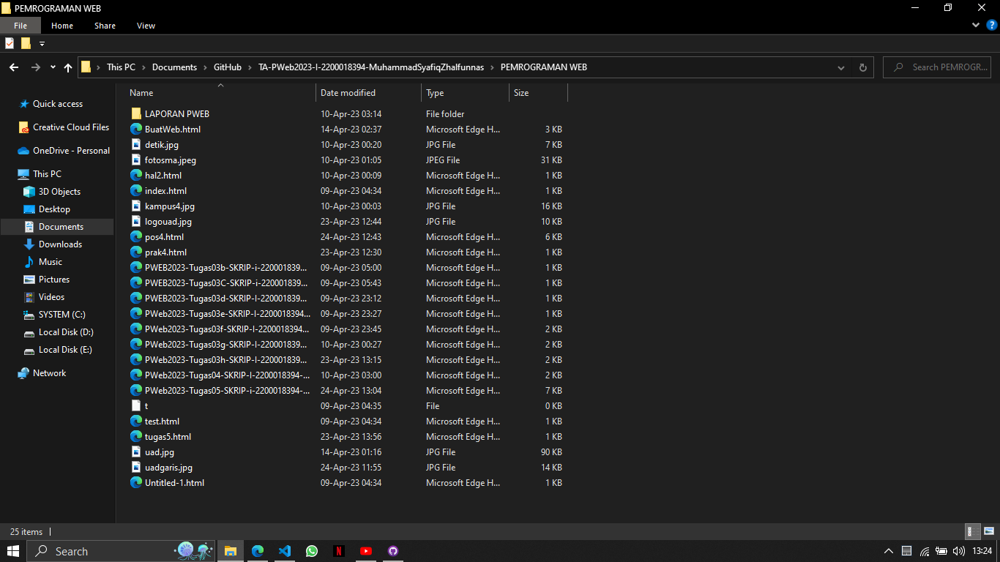 PEMROGRAMAN WEB
File Home Share View
This PC > Documents > GitHub > TA-PWeb2023-I-2200018394-MuhammadSyafiqZhalfunnas > PEMROGRAMAN WEB
Search PEMROGR...
Quick access
Creative Cloud Files
OneDrive - Personal
This PC
3D Objects
Desktop
Documents
Downloads
Music
Pictures
Videos
SYSTEM (C:)
Local Disk (D:)
Local Disk (E:)
Network
Name Date modified Type Size
LAPORAN PWEB 10-Apr-23 03:14 File folder
BuatWeb.html 14-Apr-23 02:37 Microsoft Edge H... 3 KB
detik.jpg 10-Apr-23 00:20 JPG File 7 KB
fotosma.jpeg 10-Apr-23 01:05 JPEG File 31 KB
hal2.html 10-Apr-23 00:09 Microsoft Edge H... 1 KB
index.html 09-Apr-23 04:34 Microsoft Edge H... 1 KB
kampus4.jpg 10-Apr-23 00:03 JPG File 16 KB
logouad.jpg 23-Apr-23 12:44 JPG File 10 KB
pos4.html 24-Apr-23 12:43 Microsoft Edge H... 6 KB
prak4.html 23-Apr-23 12:30 Microsoft Edge H... 1 KB
PWEB2023-Tugas03b-SKRIP-i-220001839... 09-Apr-23 05:00 Microsoft Edge H... 1 KB
PWEB2023-Tugas03C-SKRIP-i-220001839... 09-Apr-23 05:43 Microsoft Edge H... 1 KB
PWEB2023-Tugas03d-SKRIP-I-220001839... 09-Apr-23 23:12 Microsoft Edge H... 1 KB
PWeb2023-Tugas03e-SKRIP-I-2200018394... 09-Apr-23 23:27 Microsoft Edge H... 1 KB
PWeb2023-Tugas03f-SKRIP-I-2200018394... 09-Apr-23 23:45 Microsoft Edge H... 2 KB
PWeb2023-Tugas03g-SKRIP-I-220001839... 10-Apr-23 00:27 Microsoft Edge H... 2 KB
PWeb2023-Tugas03h-SKRIP-I-220001839... 23-Apr-23 13:15 Microsoft Edge H... 2 KB
PWeb2023-Tugas04-SKRIP-I-2200018394-... 10-Apr-23 03:00 Microsoft Edge H... 2 KB
PWeb2023-Tugas05-SKRIP-i-2200018394-... 24-Apr-23 13:04 Microsoft Edge H... 7 KB
t 09-Apr-23 04:35 File 0 KB
test.html 09-Apr-23 04:34 Microsoft Edge H... 1 KB
tugas5.html 23-Apr-23 13:56 Microsoft Edge H... 1 KB
uad.jpg 14-Apr-23 01:16 JPG File 90 KB
uadgaris.jpg 24-Apr-23 11:55 JPG File 14 KB
Untitled-1.html 09-Apr-23 04:34 Microsoft Edge H... 1 KB
25 items
Search
13:24